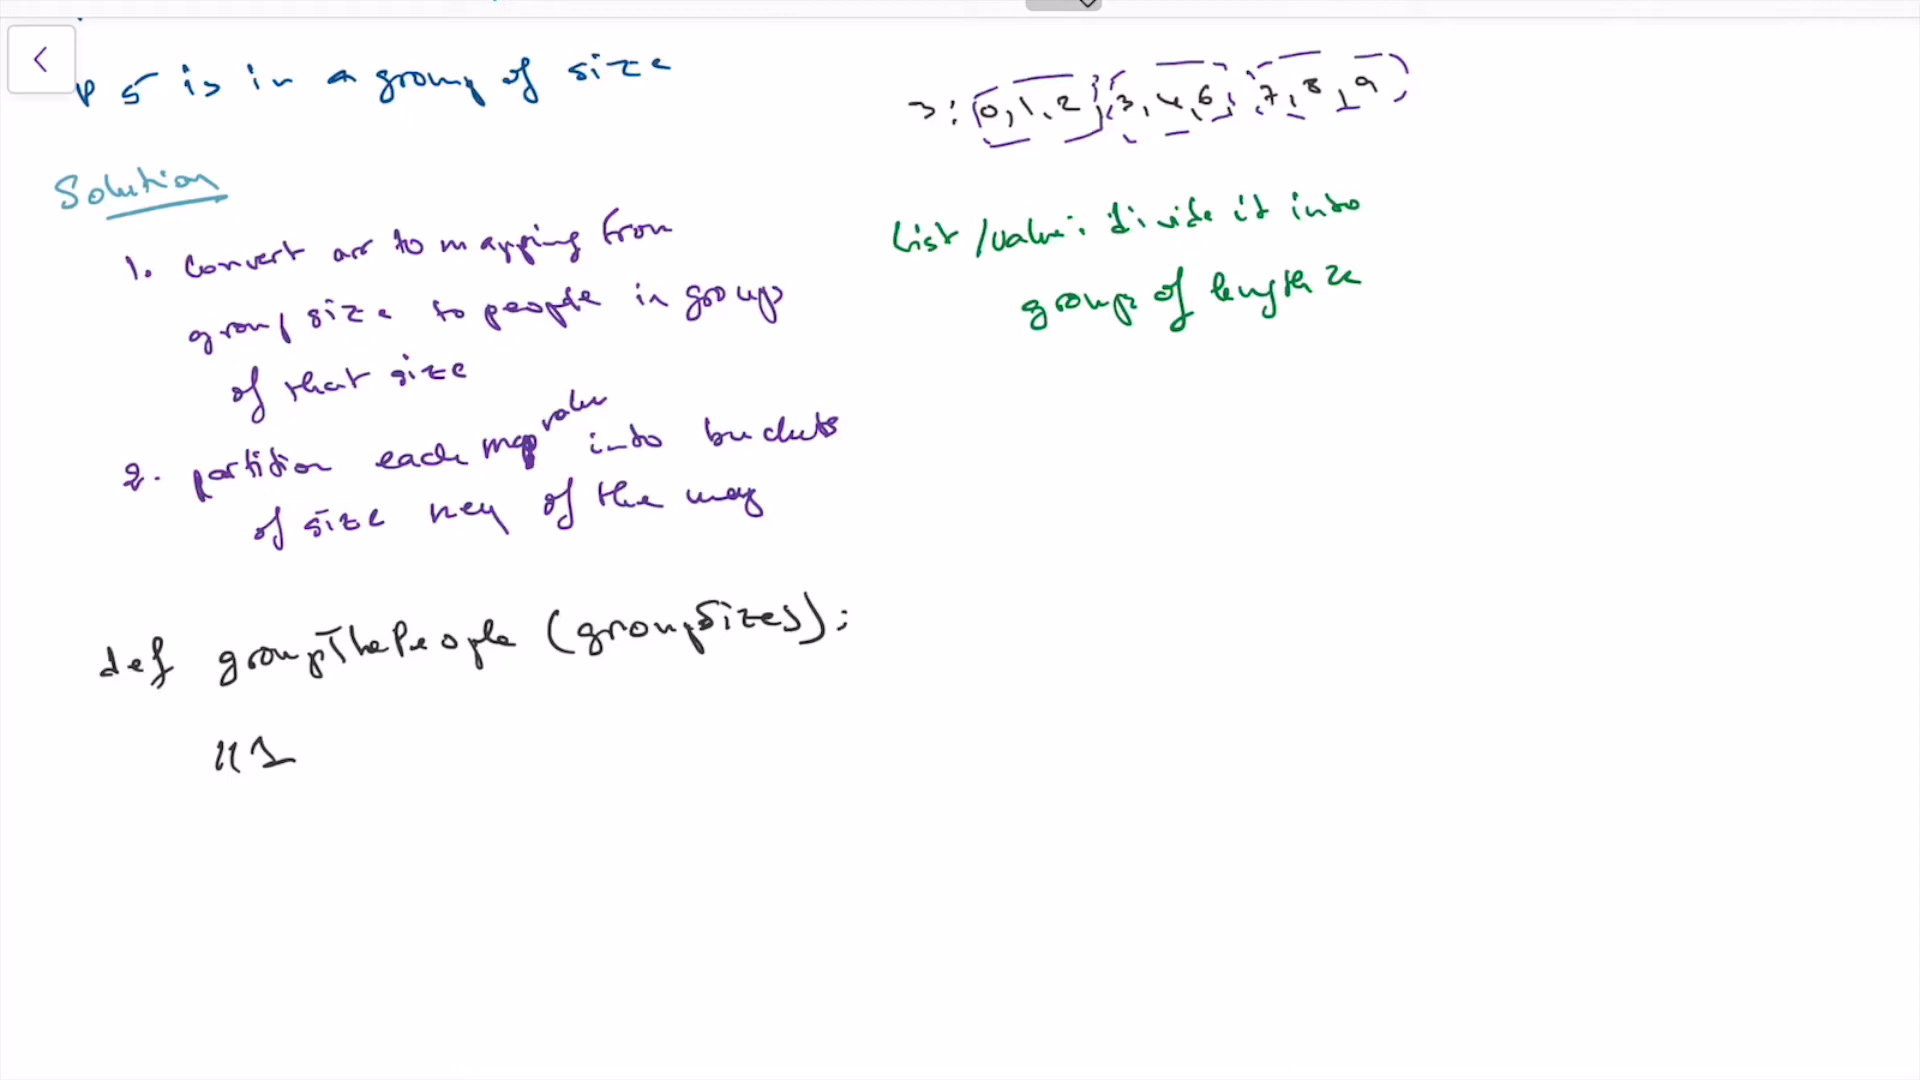 p 5 is in a group of size
Solution
1. Convert arr to mapping from
group size to people in group
of that size
2. partition each map value into buckets
of size key of the map
def groupThePeople (groupSizes):
//1
3: 0, 1, 2, 3, 4, 6, 7, 8, 9
List /value: divide it into
group of length